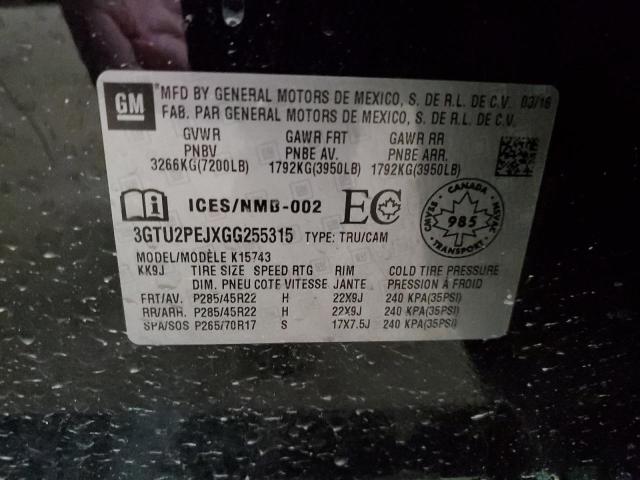 GM
MFD BY GENERAL MOTORS DE MEXICO, S. DE R.L. DE C.V. 03/16
FAB. PAR GENERAL MOTORS DE MEXICO, S. DE R.L. DE C.V.
GVWR GAWR FRT GAWR RR
PNBV PNBE AV. PNBE ARR.
3266KG(7200LB) 1792KG(3950LB) 1792KG(3950LB)
i ICES/NMB-002 EC
CANADA
CMVSS 985 NSVAC
TRANSPORT
3GTU2PEJXGG255315 TYPE: TRU/CAM
MODEL/MODÈLE K15743
KK9J TIRE SIZE SPEED RTG RIM COLD TIRE PRESSURE
DIM. PNEU COTE VITESSE JANTE PRESSION À FROID
FRT/AV. P285/45R22 H 22X9J 240 KPA(35PSI)
RR/ARR. P285/45R22 H 22X9J 240 KPA(35PSI)
SPA/SOS P265/70R17 S 17X7.5J 240 KPA(35PSI)